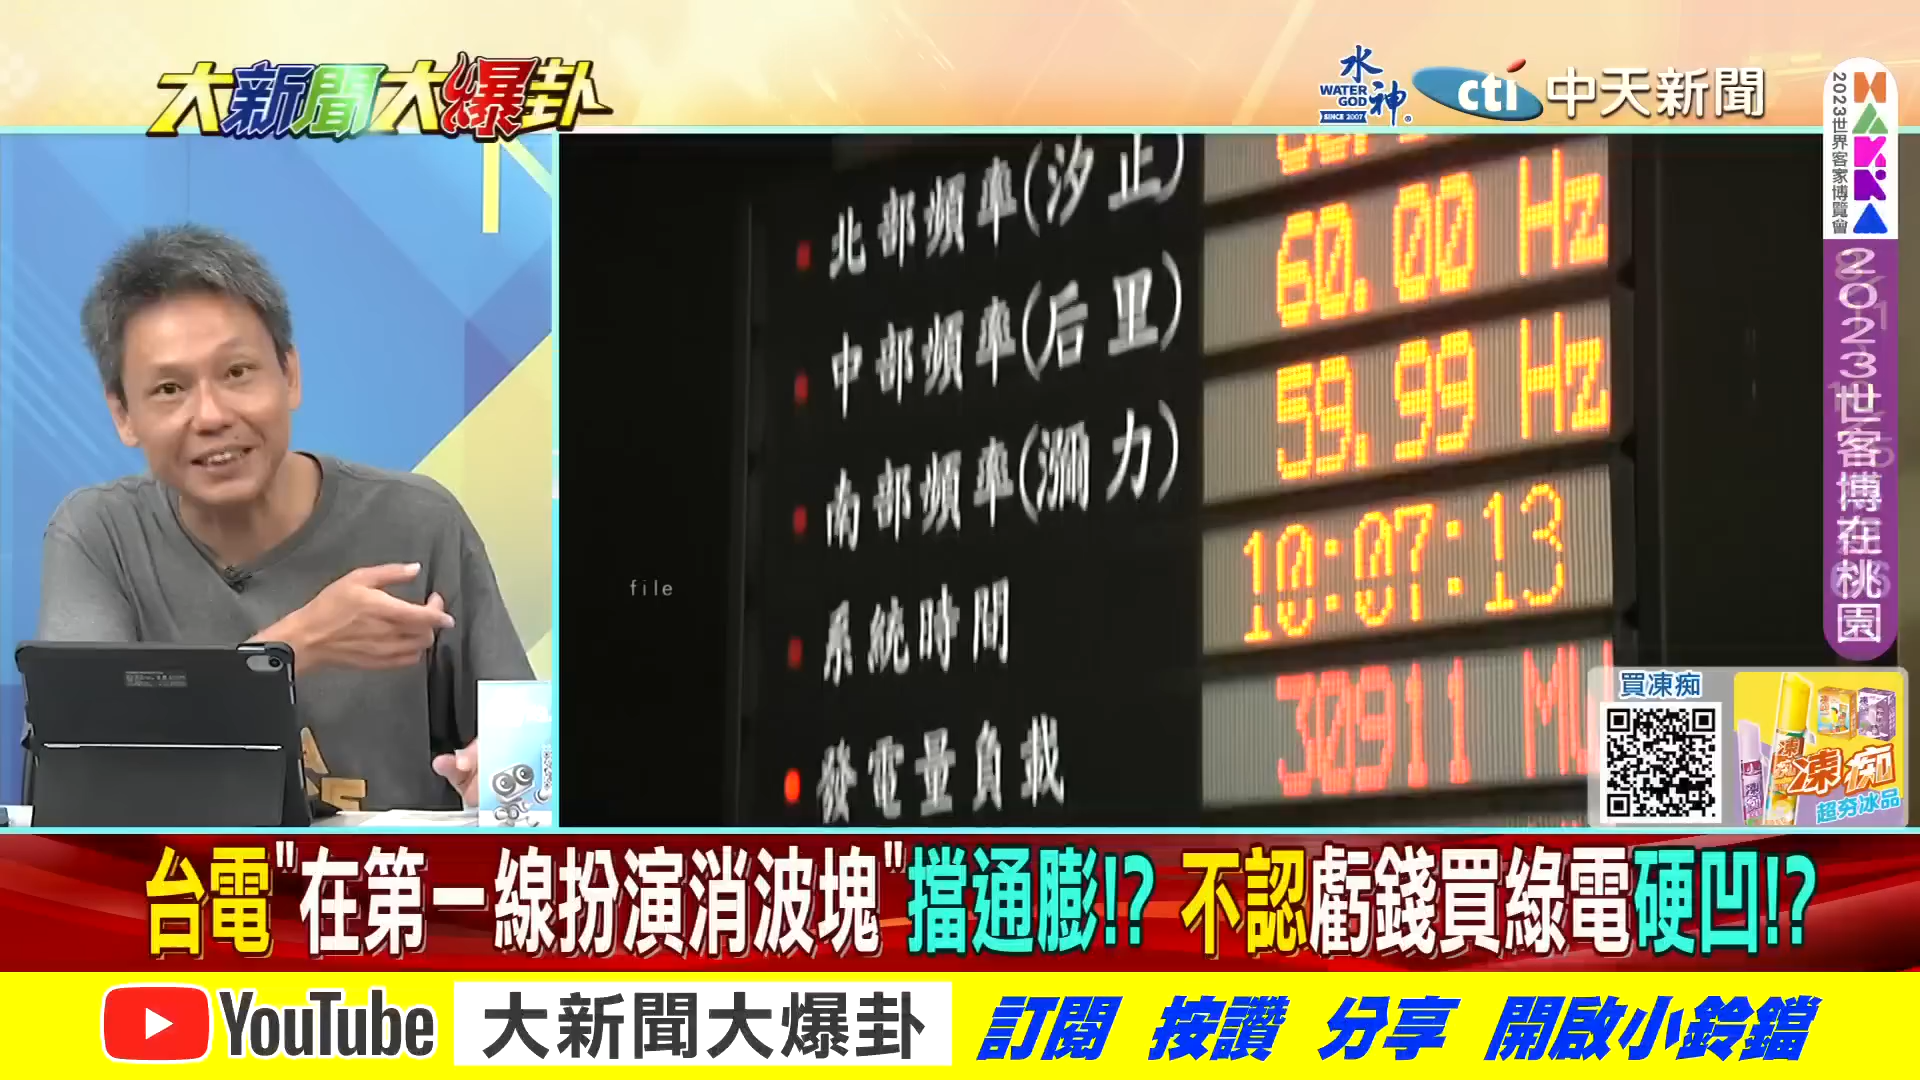 大新聞大爆卦
水神
WATER GOD
SINCE 2007
cti 中天新聞
HAKKA
2023世界客家博覽會
2023世客博在桃園
北部頻率(汐止) 60.00 Hz
中部頻率(后里) 59.99 Hz
南部頻率(瀰力)
系統時間 10:07:13
發電量負載 30911 MW
file
買凍痴
凍痴
超夯冰品
台電"在第一線扮演消波塊"擋通膨!? 不認虧錢買綠電硬凹!?
YouTube 大新聞大爆卦 訂閱 按讚 分享 開啟小鈴鐺